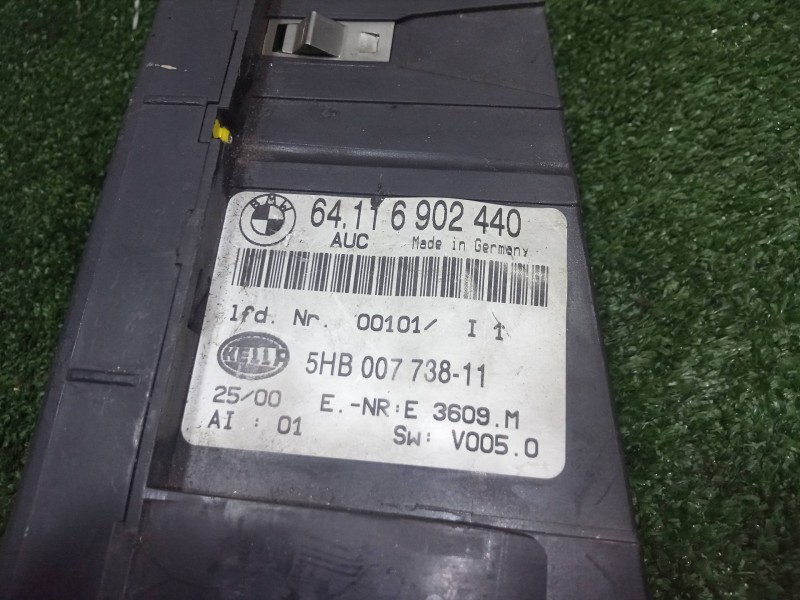 BMW
64.11 6 902 440
AUC Made in Germany
lfd. Nr. 00101/ I 1
HELLA
5HB 007 738-11
25/00 E.-NR:E 3609.M
AI : 01 Sw: V005.0